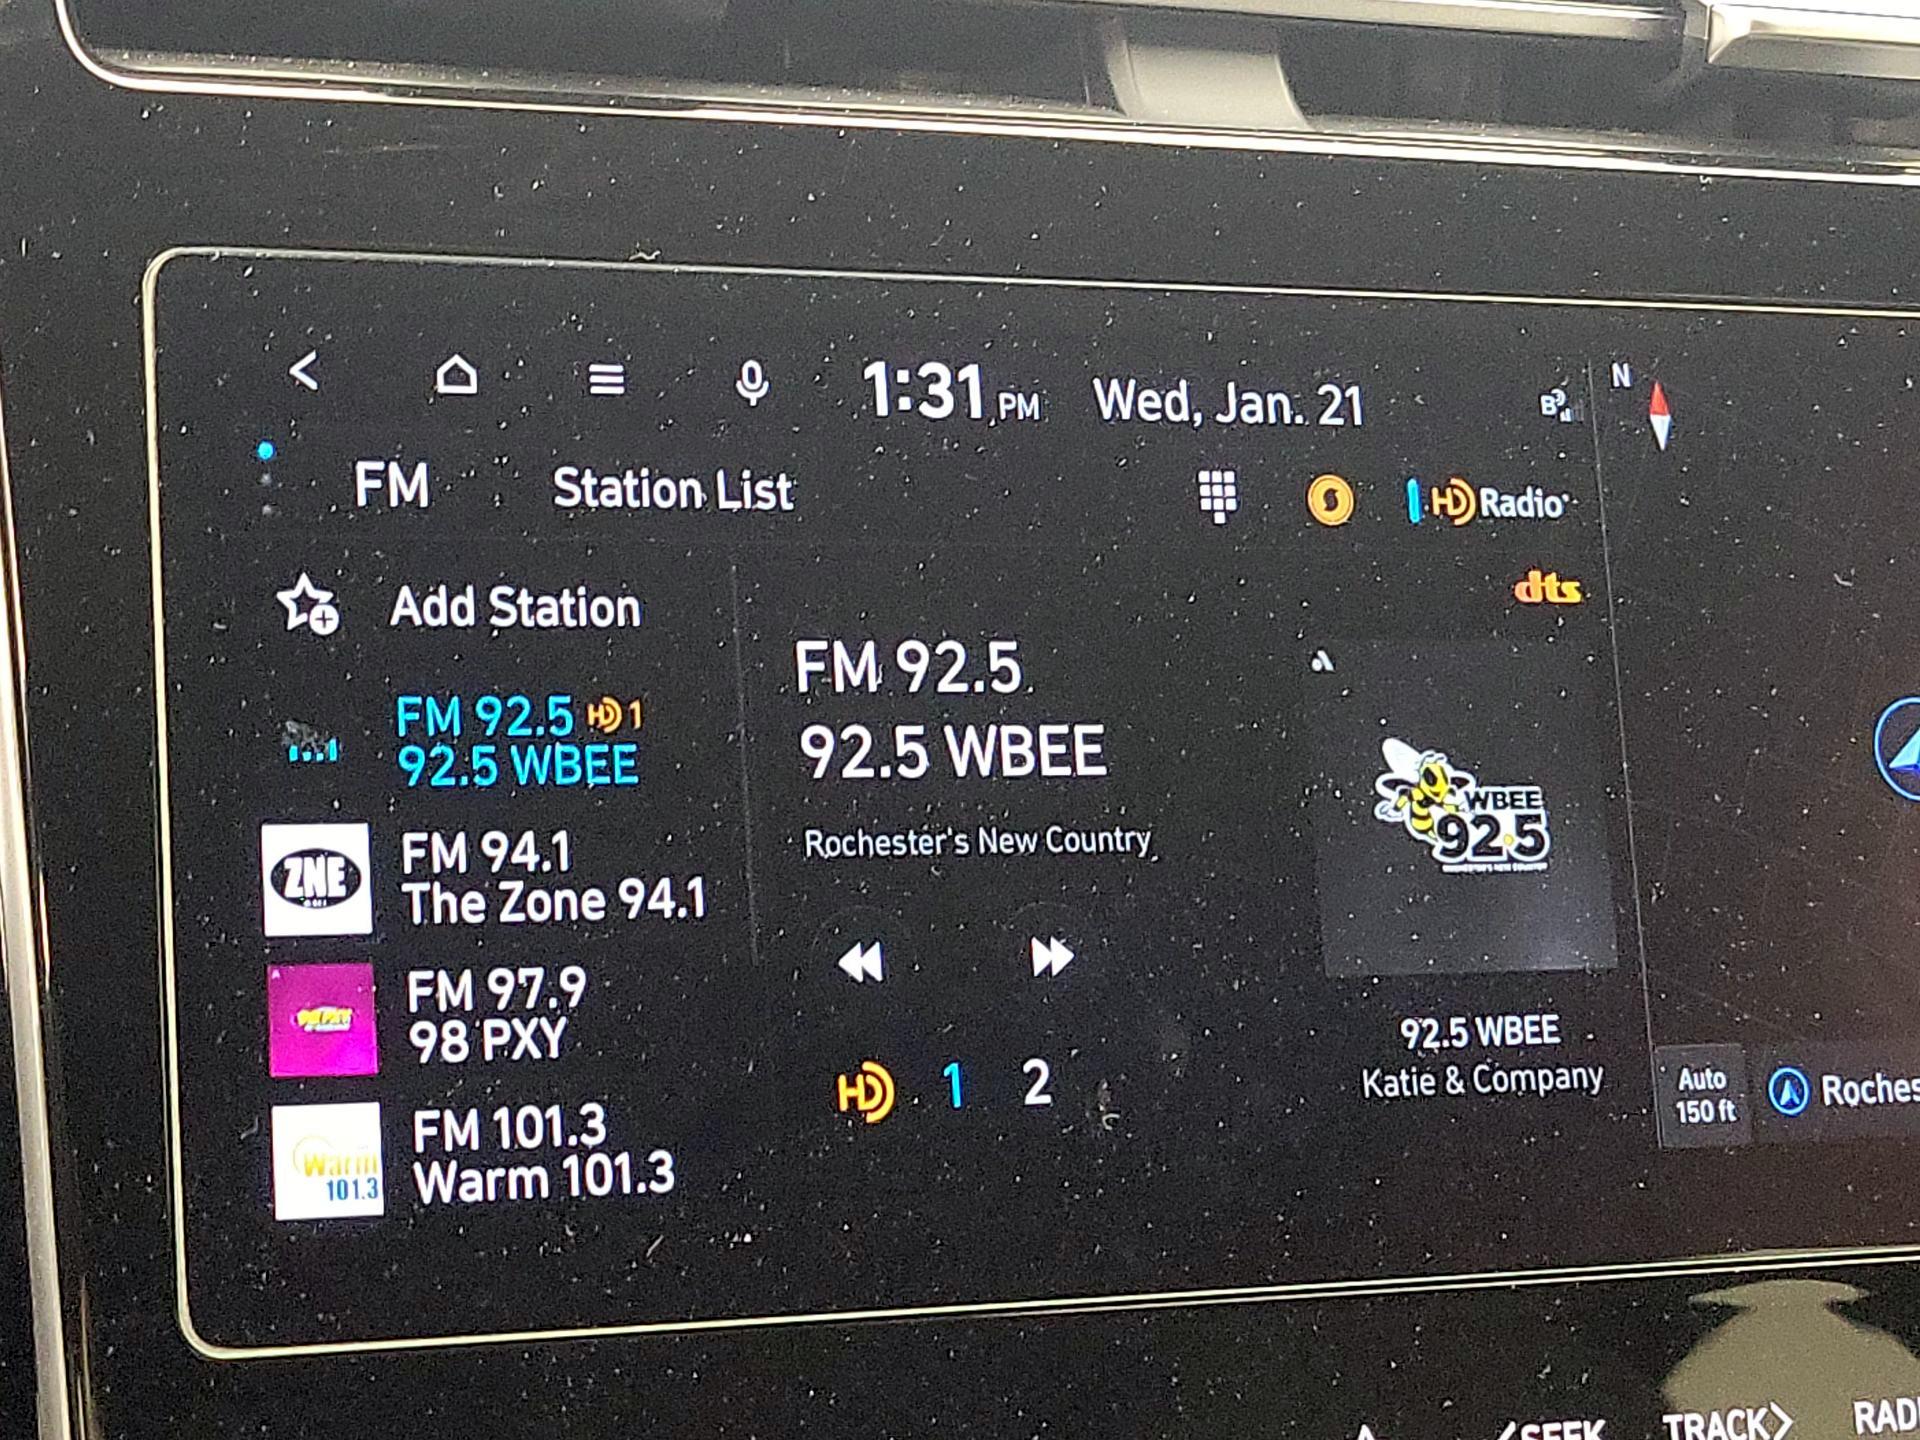 1:31 PM Wed, Jan. 21
N
FM Station List
HD Radio
dts
Add Station
FM 92.5 HD 1
92.5 WBEE
ZNE
FM 94.1
The Zone 94.1
FM 97.9
98 PXY
Warm
101.3
FM 101.3
Warm 101.3
FM 92.5
92.5 WBEE
Rochester's New Country
HD 1 2
WBEE
92.5
92.5 WBEE
Katie & Company
Auto
150 ft
Roches
SEEK TRACK> RAD